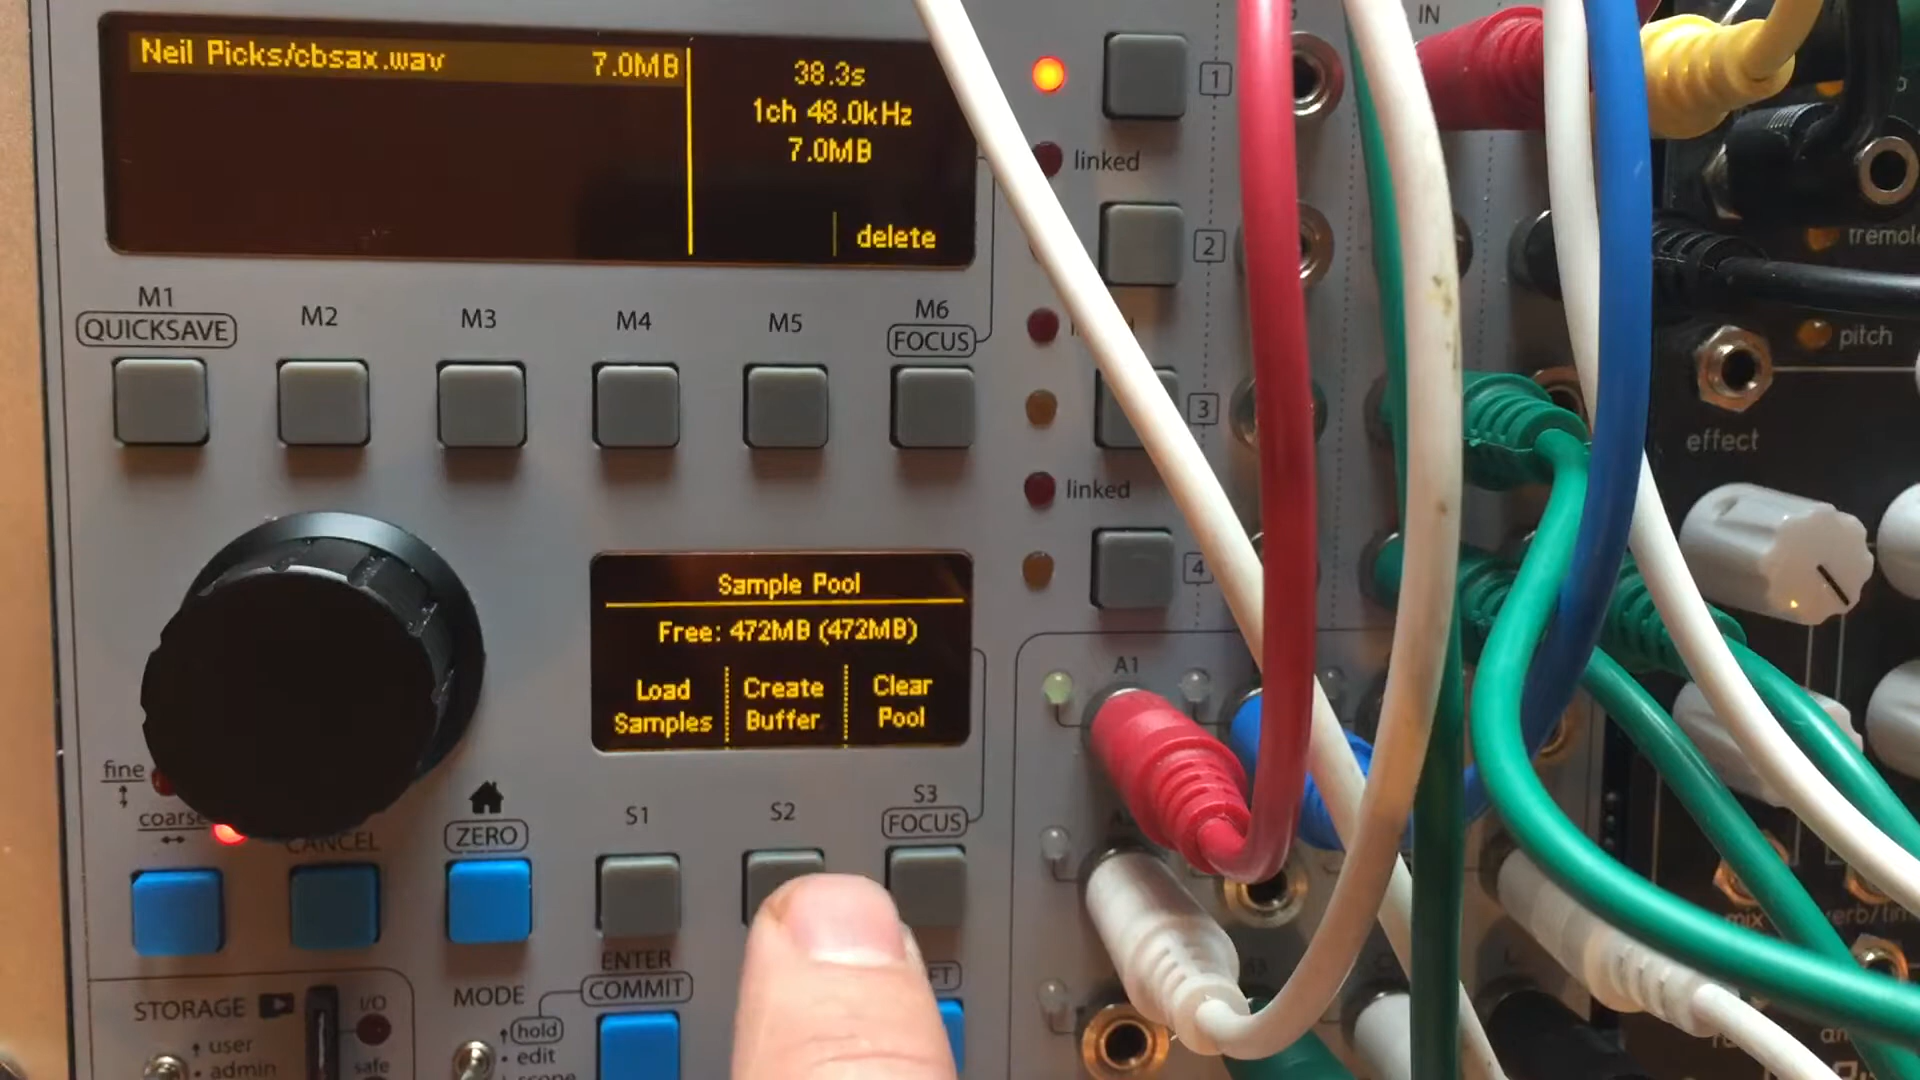 Neil Picks/cbsax.wav 7.0MB
38.3s
1ch 48.0kHz
7.0MB
delete
IN
1
linked
2
3
linked
4
M1
QUICKSAVE
M2
M3
M4
M5
M6
FOCUS
pitch
effect
Sample Pool
Free: 472MB (472MB)
Load Samples
Create Buffer
Clear Pool
A1
fine
coarse
CANCEL
ZERO
S1
S2
S3
FOCUS
ENTER
COMMIT
STORAGE
I/O
user
admin
safe
MODE
hold
edit
mix